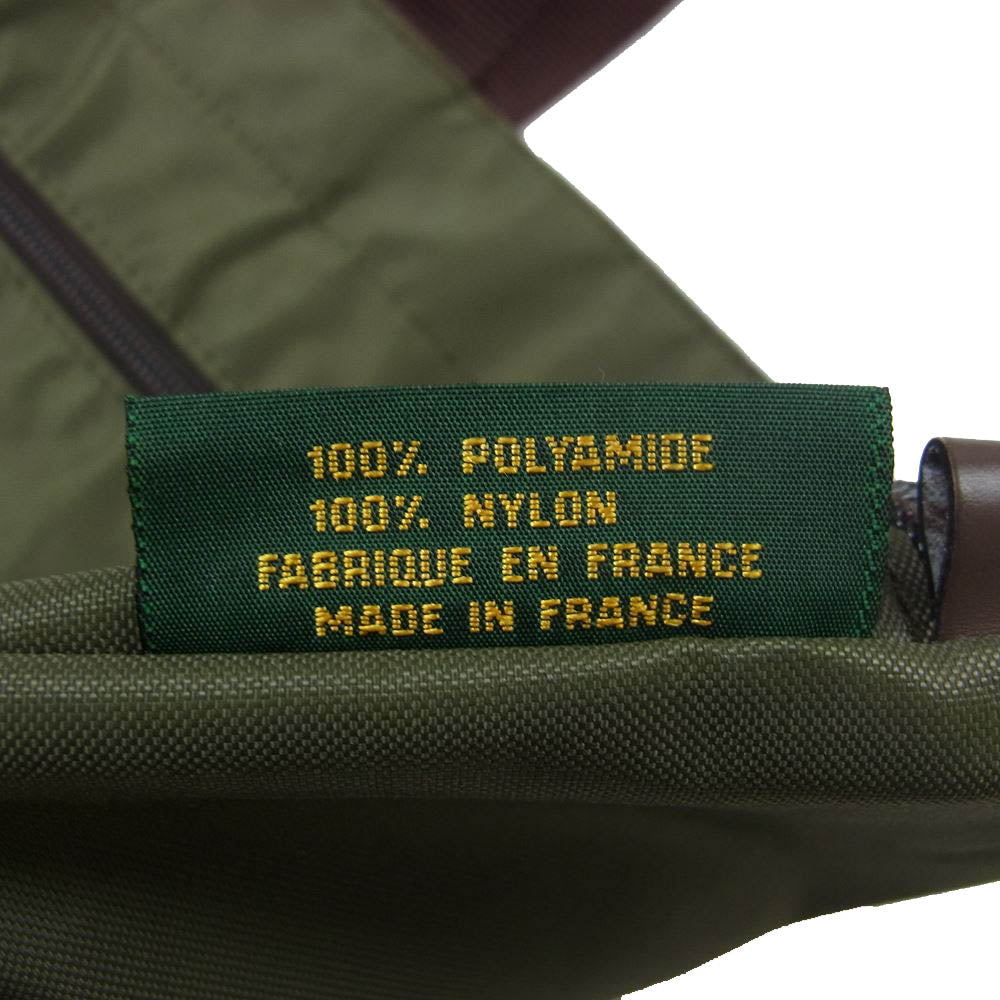 100% POLYAMIDE
100% NYLON
FABRIQUE EN FRANCE
MADE IN FRANCE